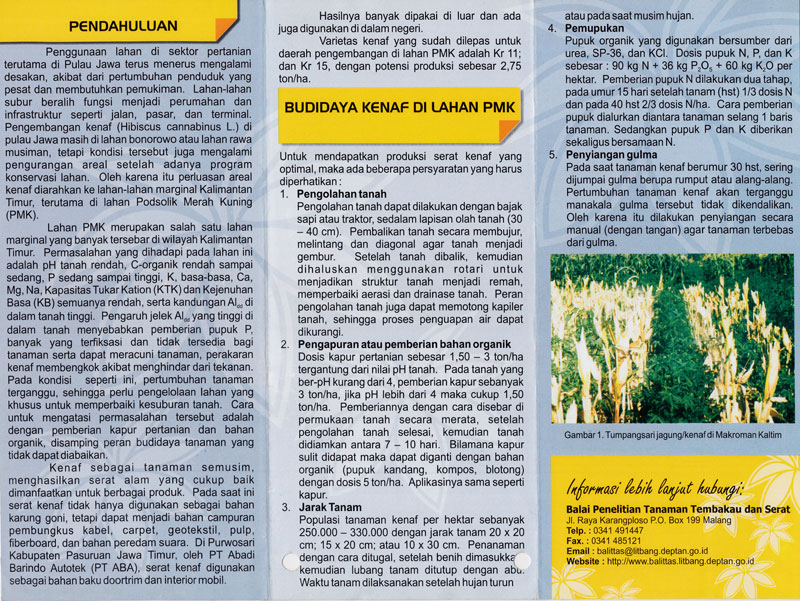 PENDAHULUAN
Penggunaan lahan di sektor pertanian
terutama di Pulau Jawa terus menerus mengalami
desakan, akibat dari pertumbuhan penduduk yang
pesat dan membutuhkan pemukiman. Lahan-lahan
subur beralih fungsi menjadi perumahan dan
infrastruktur seperti jalan, pasar, dan terminal.
Pengembangan kenaf (Hibiscus cannabinus L.) di
pulau Jawa masih di lahan bonorowo atau lahan rawa
musiman, tetapi kondisi tersebut juga mengalami
pengurangan areal setelah adanya program
konservasi lahan. Oleh karena itu perluasan areal
kenaf diarahkan ke lahan-lahan marginal Kalimantan
Timur, terutama di lahan Podsolik Merah Kuning
(PMK).
Lahan PMK merupakan salah satu lahan
marginal yang banyak tersebar di wilayah Kalimantan
Timur. Permasalahan yang dihadapi pada lahan ini
adalah pH tanah rendah, C-organik rendah sampai
sedang, P sedang sampai tinggi, K, basa-basa, Ca,
Mg, Na, Kapasitas Tukar Kation (KTK) dan Kejenuhan
Basa (KB) semuanya rendah, serta kandungan Aldd di
dalam tanah tinggi. Pengaruh jelek Aldd yang tinggi di
dalam tanah menyebabkan pemberian pupuk P,
banyak yang terfiksasi dan tidak tersedia bagi
tanaman serta dapat meracuni tanaman, perakaran
kenaf membengkok akibat menghindar dari tekanan.
Pada kondisi seperti ini, pertumbuhan tanaman
terganggu, sehingga perlu pengelolaan lahan yang
khusus untuk memperbaiki kesuburan tanah. Cara
untuk mengatasi permasalahan tersebut adalah
dengan pemberian kapur pertanian dan bahan
organik, disamping peran budidaya tanaman yang
tidak dapat diabaikan.
Kenaf sebagai tanaman semusim,
menghasilkan serat alam yang cukup baik
dimanfaatkan untuk berbagai produk. Pada saat ini
serat kenaf tidak hanya digunakan sebagai bahan
karung goni, tetapi dapat menjadi bahan campuran
pembungkus kabel, carpet, geotekstil, pulp,
fiberboard, dan bahan peredam suara. Di Purwosari
Kabupaten Pasuruan Jawa Timur, oleh PT Abadi
Barindo Autotek (PT ABA), serat kenaf digunakan
sebagai bahan baku doortrim dan interior mobil.
Hasilnya banyak dipakai di luar dan ada
juga digunakan di dalam negeri.
Varietas kenaf yang sudah dilepas untuk
daerah pengembangan di lahan PMK adalah Kr 11;
dan Kr 15, dengan potensi produksi sebesar 2,75
ton/ha.
BUDIDAYA KENAF DI LAHAN PMK
Untuk mendapatkan produksi serat kenaf yang
optimal, maka ada beberapa persyaratan yang harus
diperhatikan :
1. Pengolahan tanah
Pengolahan tanah dapat dilakukan dengan bajak
sapi atau traktor, sedalam lapisan olah tanah (30
– 40 cm). Pembalikan tanah secara membujur,
melintang dan diagonal agar tanah menjadi
gembur. Setelah tanah dibalik, kemudian
dihaluskan menggunakan rotari untuk
menjadikan struktur tanah menjadi remah,
memperbaiki aerasi dan drainase tanah. Peran
pengolahan tanah juga dapat memotong kapiler
tanah, sehingga proses penguapan air dapat
dikurangi.
2. Pengapuran atau pemberian bahan organik
Dosis kapur pertanian sebesar 1,50 – 3 ton/ha
tergantung dari nilai pH tanah. Pada tanah yang
ber-pH kurang dari 4, pemberian kapur sebanyak
3 ton/ha, jika pH lebih dari 4 maka cukup 1,50
ton/ha. Pemberiannya dengan cara disebar di
permukaan tanah secara merata, setelah
pengolahan tanah selesai, kemudian tanah
didiamkan antara 7 – 10 hari. Bilamana kapur
sulit didapat maka dapat diganti dengan bahan
organik (pupuk kandang, kompos, blotong)
dengan dosis 5 ton/ha. Aplikasinya sama seperti
kapur.
3. Jarak Tanam
Populasi tanaman kenaf per hektar sebanyak
250.000 – 330.000 dengan jarak tanam 20 x 20
cm; 15 x 20 cm; atau 10 x 30 cm. Penanaman
dengan cara ditugal, setelah benih dimasukkan
kemudian lubang tanam ditutup dengan abu.
Waktu tanam dilaksanakan setelah hujan turun
atau pada saat musim hujan.
4. Pemupukan
Pupuk organik yang digunakan bersumber dari
urea, SP-36, dan KCl. Dosis pupuk N, P, dan K
sebesar : 90 kg N + 36 kg P2O5 + 60 kg K2O per
hektar. Pemberian pupuk N dilakukan dua tahap,
pada umur 15 hari setelah tanam (hst) 1/3 dosis N
dan pada 40 hst 2/3 dosis N/ha. Cara pemberian
pupuk dialurkan diantara tanaman selang 1 baris
tanaman. Sedangkan pupuk P dan K diberikan
sekaligus bersamaan N.
5. Penyiangan gulma
Pada saat tanaman kenaf berumur 30 hst, sering
dijumpai gulma berupa rumput atau alang-alang.
Pertumbuhan tanaman kenaf akan terganggu
manakala gulma tersebut tidak dikendalikan.
Oleh karena itu dilakukan penyiangan secara
manual (dengan tangan) agar tanaman terbebas
dari gulma.
Gambar 1. Tumpangsari jagung/kenaf di Makroman Kaltim
Informasi lebih lanjut hubungi:
Balai Penelitian Tanaman Tembakau dan Serat
Jl. Raya Karangploso P.O. Box 199 Malang
Telp. : 0341 491447
Fax. : 0341 485121
Email : balittas@litbang.deptan.go.id
Website : http://www.balittas.litbang.deptan.go.id